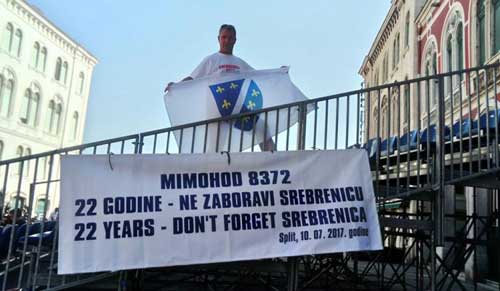 MIMOHOD 8372
22 GODINE - NE ZABORAVI SREBRENICU
22 YEARS - DON'T FORGET SREBRENICA
Split, 10. 07. 2017. godine